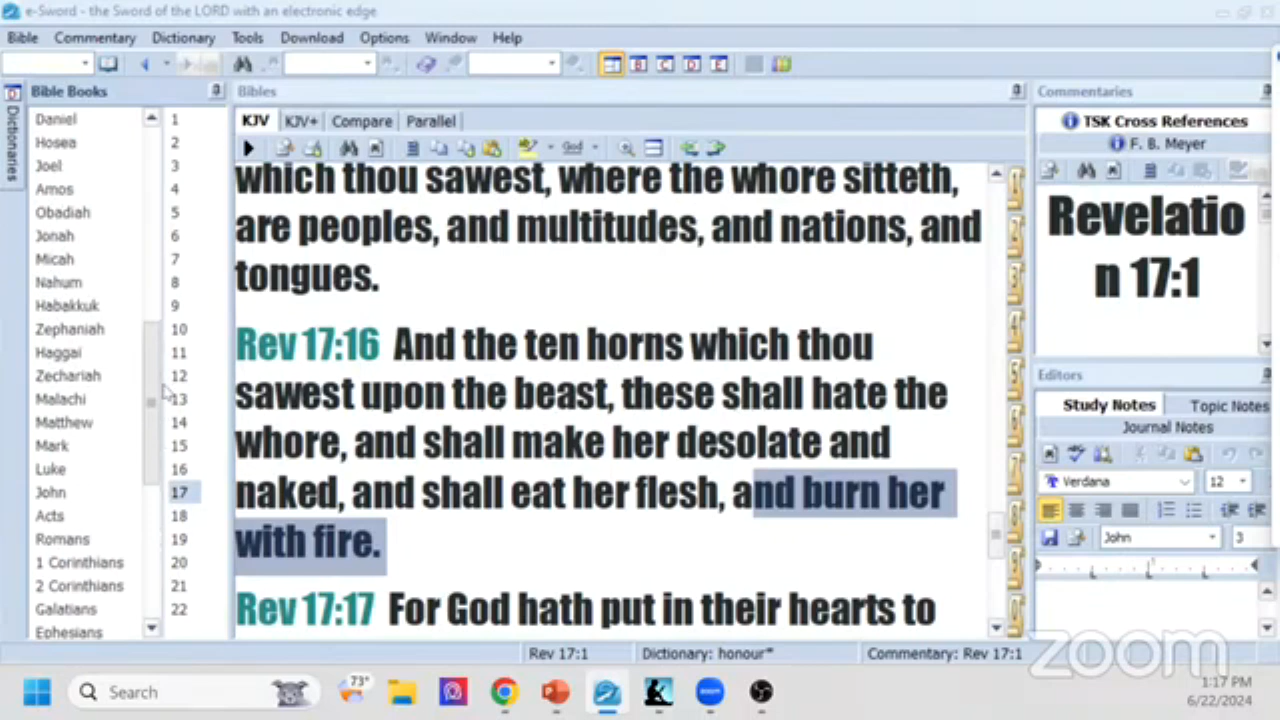 e-Sword - the Sword of the LORD with an electronic edge
Bible Commentary Dictionary Tools Download Options Window Help
Dictionaries
Bible Books
Daniel
Hosea
Joel
Amos
Obadiah
Jonah
Micah
Nahum
Habakkuk
Zephaniah
Haggai
Zechariah
Malachi
Matthew
Mark
Luke
John
Acts
Romans
1 Corinthians
2 Corinthians
Galatians
Ephesians
1
2
3
4
5
6
7
8
9
10
11
12
13
14
15
16
17
18
19
20
21
22
Bibles
KJV KJV+ Compare Parallel
God
which thou sawest, where the whore sitteth,
are peoples, and multitudes, and nations, and
tongues.
Rev 17:16 And the ten horns which thou
sawest upon the beast, these shall hate the
whore, and shall make her desolate and
naked, and shall eat her flesh, and burn her
with fire.
Rev 17:17 For God hath put in their hearts to
Commentaries
TSK Cross References
F. B. Meyer
Revelatio
n 17:1
Editors
Study Notes Topic Notes
Journal Notes
Verdana 12
John 3
Rev 17:1 Dictionary: honour* Commentary: Rev 17:1
zoom
Search
73°
1:17 PM
6/22/2024